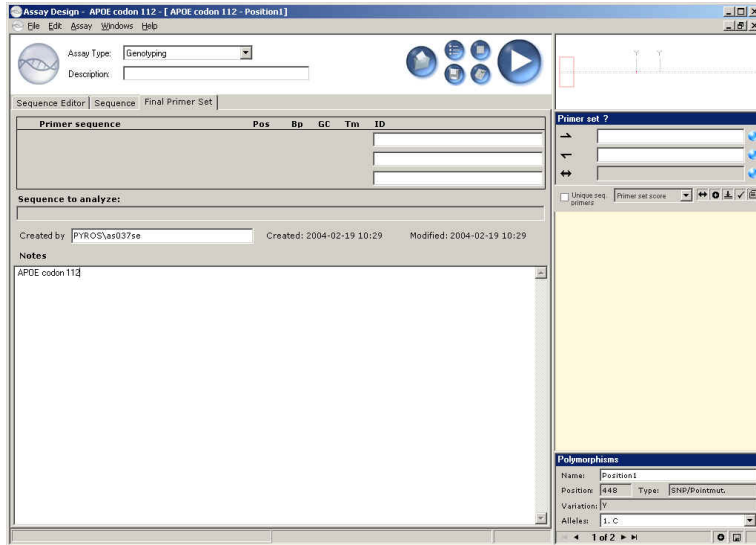 Assay Design - APOE codon 112 - [ APOE codon 112 - Position1 ]
File Edit Assay Windows Help
Assay Type: Genotyping
Description:
Sequence Editor Sequence Final Primer Set
Primer sequence Pos Bp GC Tm ID
Sequence to analyze:
Created by PYROS\as037se Created: 2004-02-19 10:29 Modified: 2004-02-19 10:29
Notes
APOE codon 112
Y Y
Primer set ?
Unique seq. primers Primer set score
Polymorphisms
Name: Position1
Position: 448 Type: SNP/Pointmut.
Variation: Y
Alleles: 1. C
1 of 2